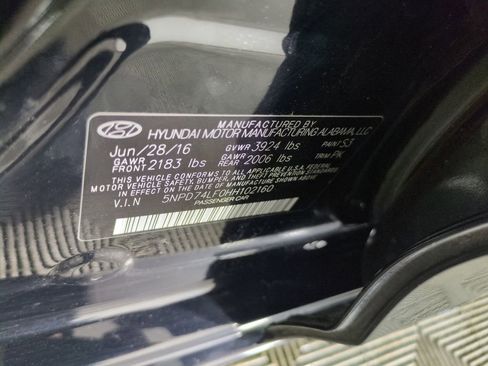 MANUFACTURED BY
HYUNDAI MOTOR MANUFACTURING ALABAMA, LLC
Jun/28/16 GVWR 3924 lbs PAINT S3
GAWR FRONT 2183 lbs GAWR REAR 2006 lbs TRIM PK
THIS VEHICLE CONFORMS TO ALL APPLICABLE U.S.A. FEDERAL
MOTOR VEHICLE SAFETY, BUMPER, AND THEFT PREVENTION STANDARDS
IN EFFECT ON THE DATE OF MANUFACTURE SHOWN ABOVE.
V.I.N 5NPD74LF0HH102160
PASSENGER CAR